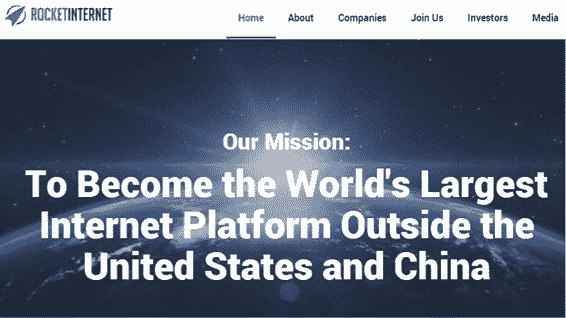 ROCKETINTERNET
Home About Companies Join Us Investors Media
Our Mission:
To Become the World's Largest
Internet Platform Outside the
United States and China